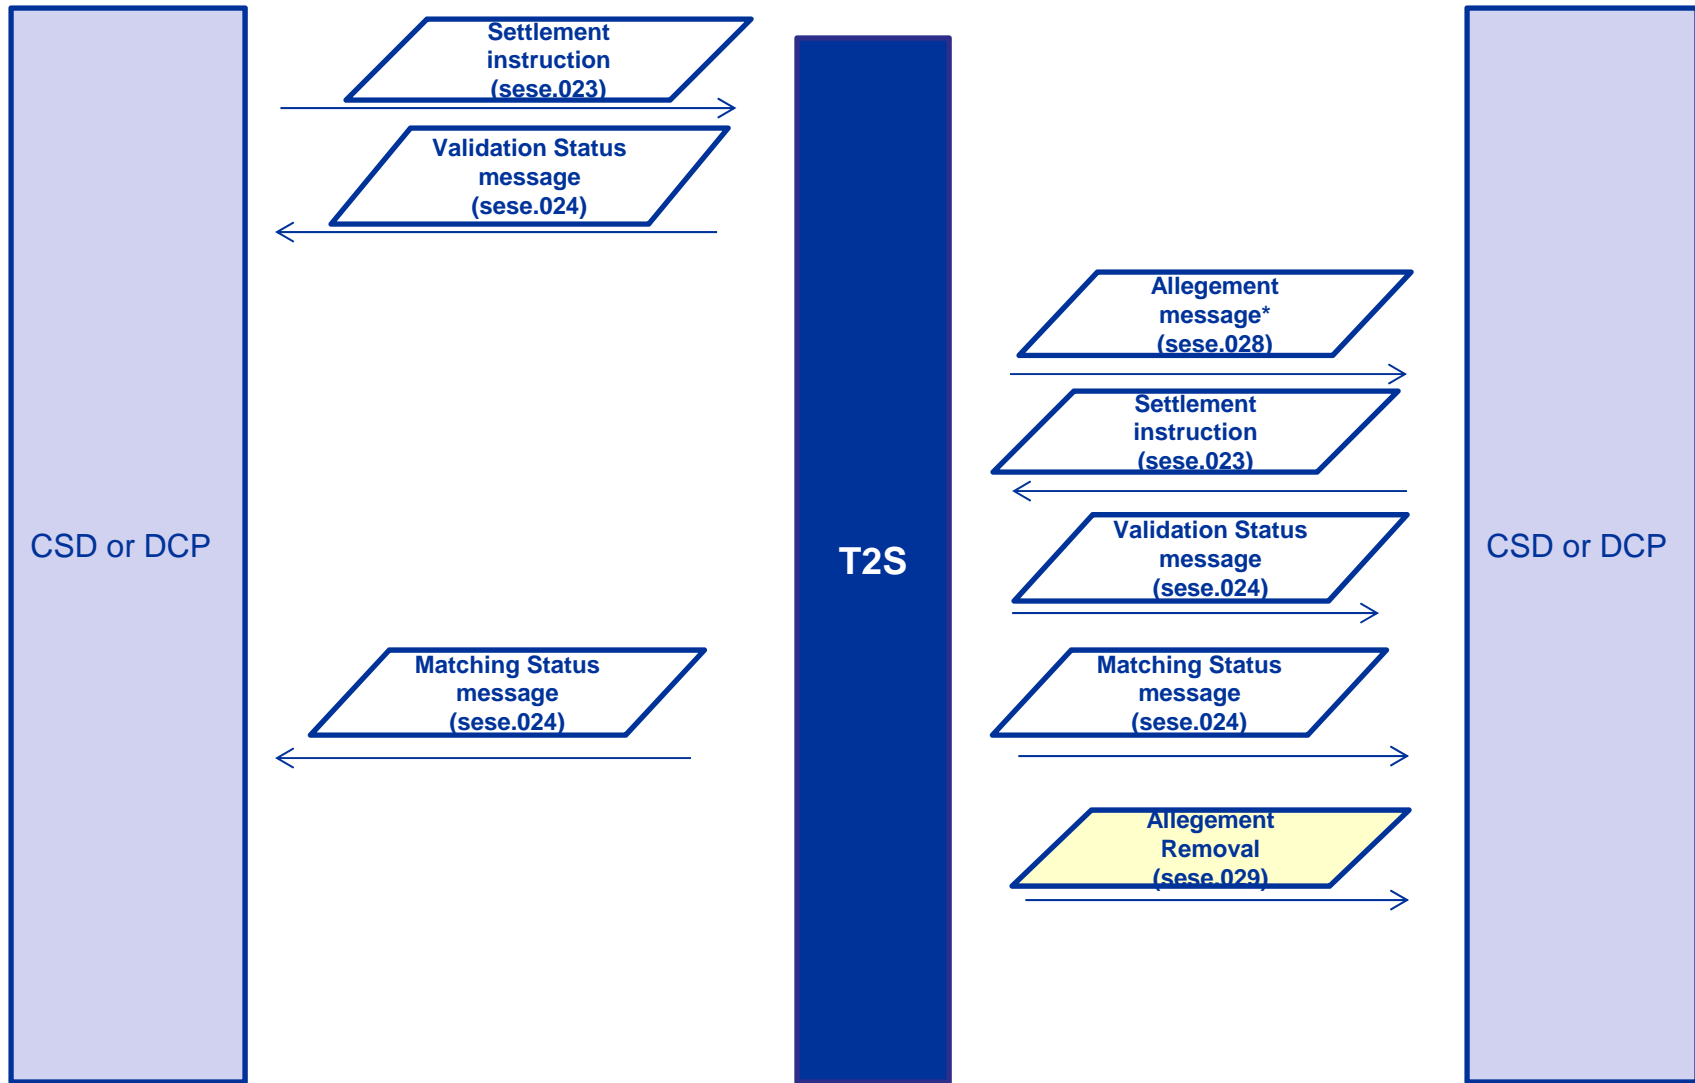 Settlement
instruction
(sese.023)
Validation Status
message
(sese.024)
Allegement
message*
(sese.028)
Settlement
instruction
(sese.023)
CSD or DCP
T2S
Validation Status
message
(sese.024)
CSD or DCP
Matching Status
message
(sese.024)
Matching Status
message
(sese.024)
Allegement
Removal
(sese.029)